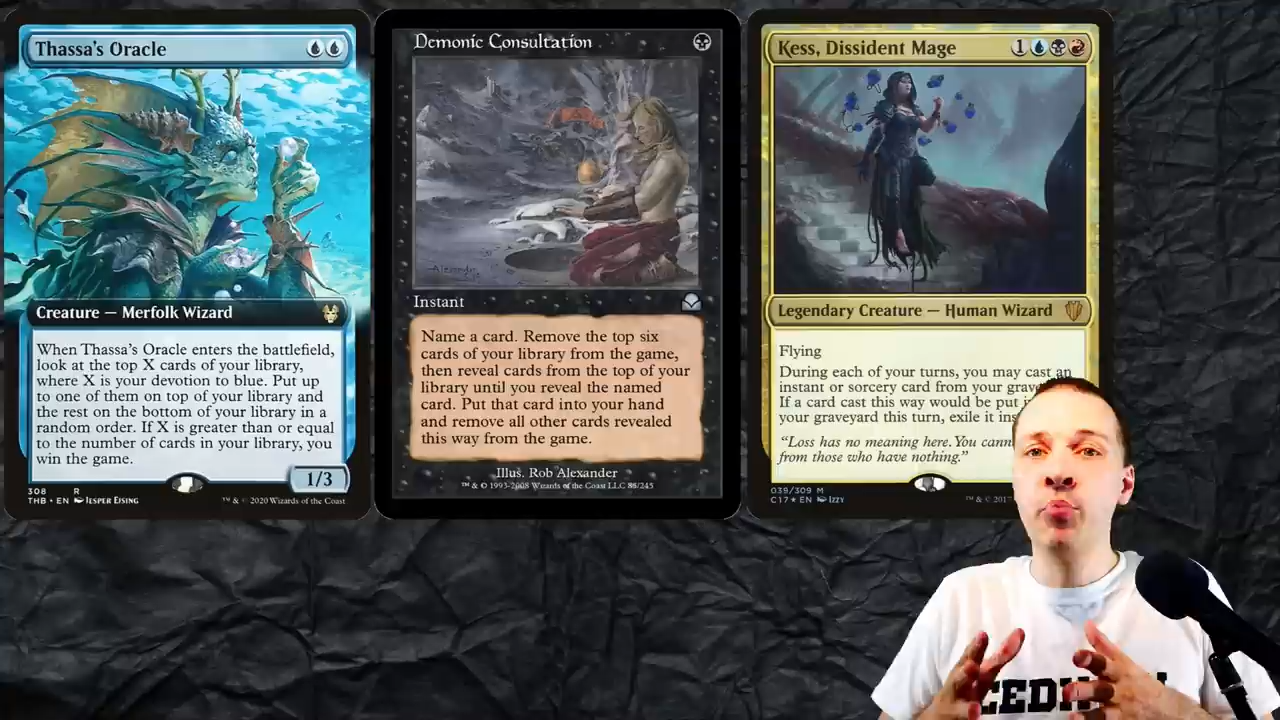 Thassa's Oracle
Creature — Merfolk Wizard
When Thassa's Oracle enters the battlefield,
look at the top X cards of your library,
where X is your devotion to blue. Put up
to one of them on top of your library and
the rest on the bottom of your library in a
random order. If X is greater than or equal
to the number of cards in your library, you
win the game.
1/3
308 R
THB • EN Jesper Eising
™ & © 2020 Wizards of the Coast
Demonic Consultation
Instant
Name a card. Remove the top six
cards of your library from the game,
then reveal cards from the top of your
library until you reveal the named
card. Put that card into your hand
and remove all other cards revealed
this way from the game.
Illus. Rob Alexander
™ & © 1993-2008 Wizards of the Coast LLC 88/245
Kess, Dissident Mage
1
Legendary Creature — Human Wizard
Flying
During each of your turns, you may cast an
instant or sorcery card from your
If a card cast this way would be put
your graveyard this turn, exile it
“Loss has no meaning here. You
from those who have nothing.”
039/309 M
C17 ★ EN Izzy
™ & © 2017